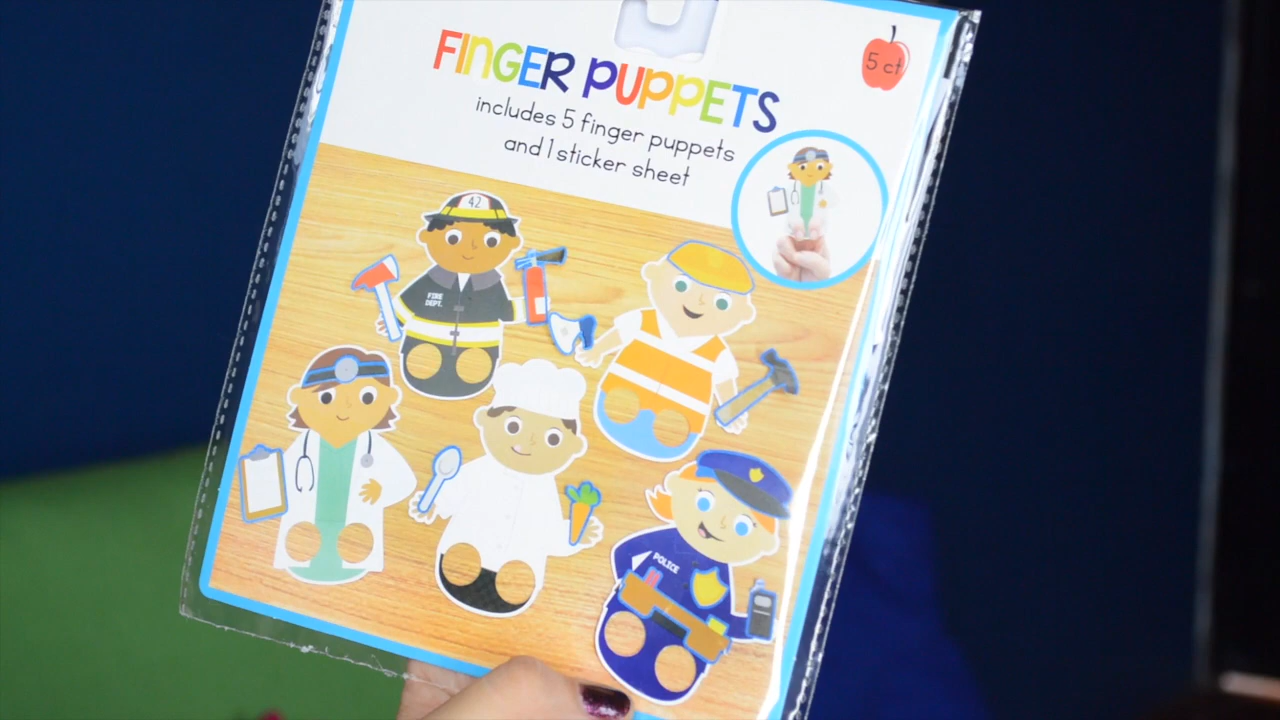 FINGER PUPPETS
5 ct
includes 5 finger puppets
and 1 sticker sheet
42
FIRE
DEPT.
POLICE